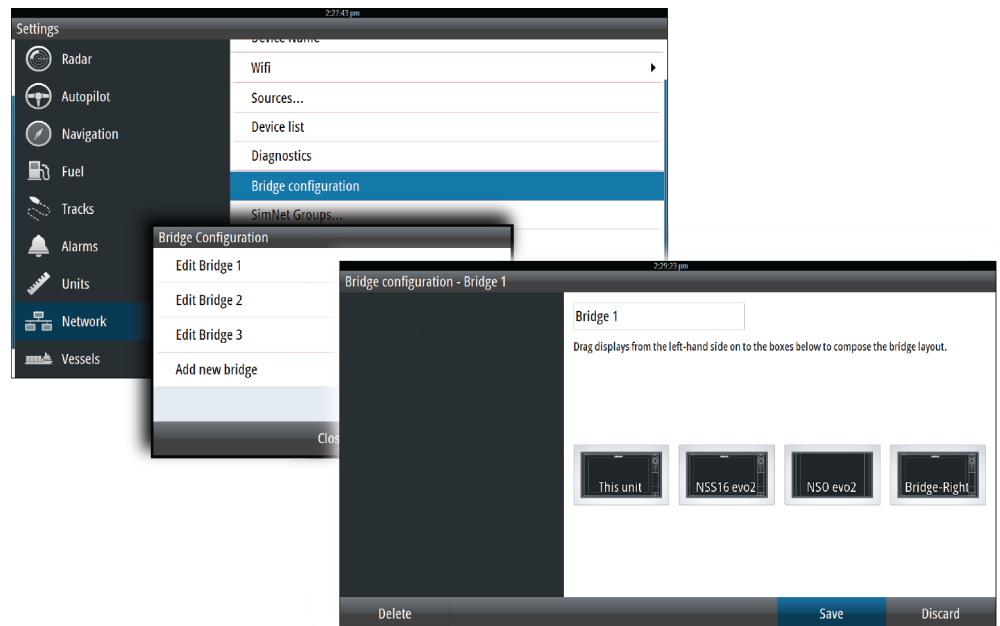 2:27:43 pm
Settings
Radar
Autopilot
Navigation
Fuel
Tracks
Alarms
Units
Network
Vessels
Device Name
Wifi
Sources...
Device list
Diagnostics
Bridge configuration
SimNet Groups...
Bridge Configuration
Edit Bridge 1
Edit Bridge 2
Edit Bridge 3
Add new bridge
Clos
2:29:23 pm
Bridge configuration - Bridge 1
Bridge 1
Drag displays from the left-hand side on to the boxes below to compose the bridge layout.
This unit
NSS16 evo2
NSO evo2
Bridge-Right
Delete
Save
Discard